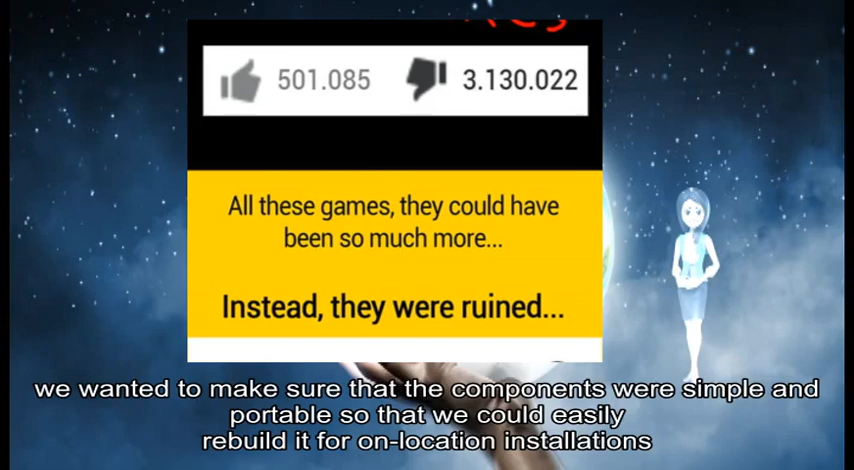 501.085 3.130.022
All these games, they could have
been so much more...
Instead, they were ruined...
we wanted to make sure that the components were simple and
portable so that we could easily
rebuild it for on-location installations